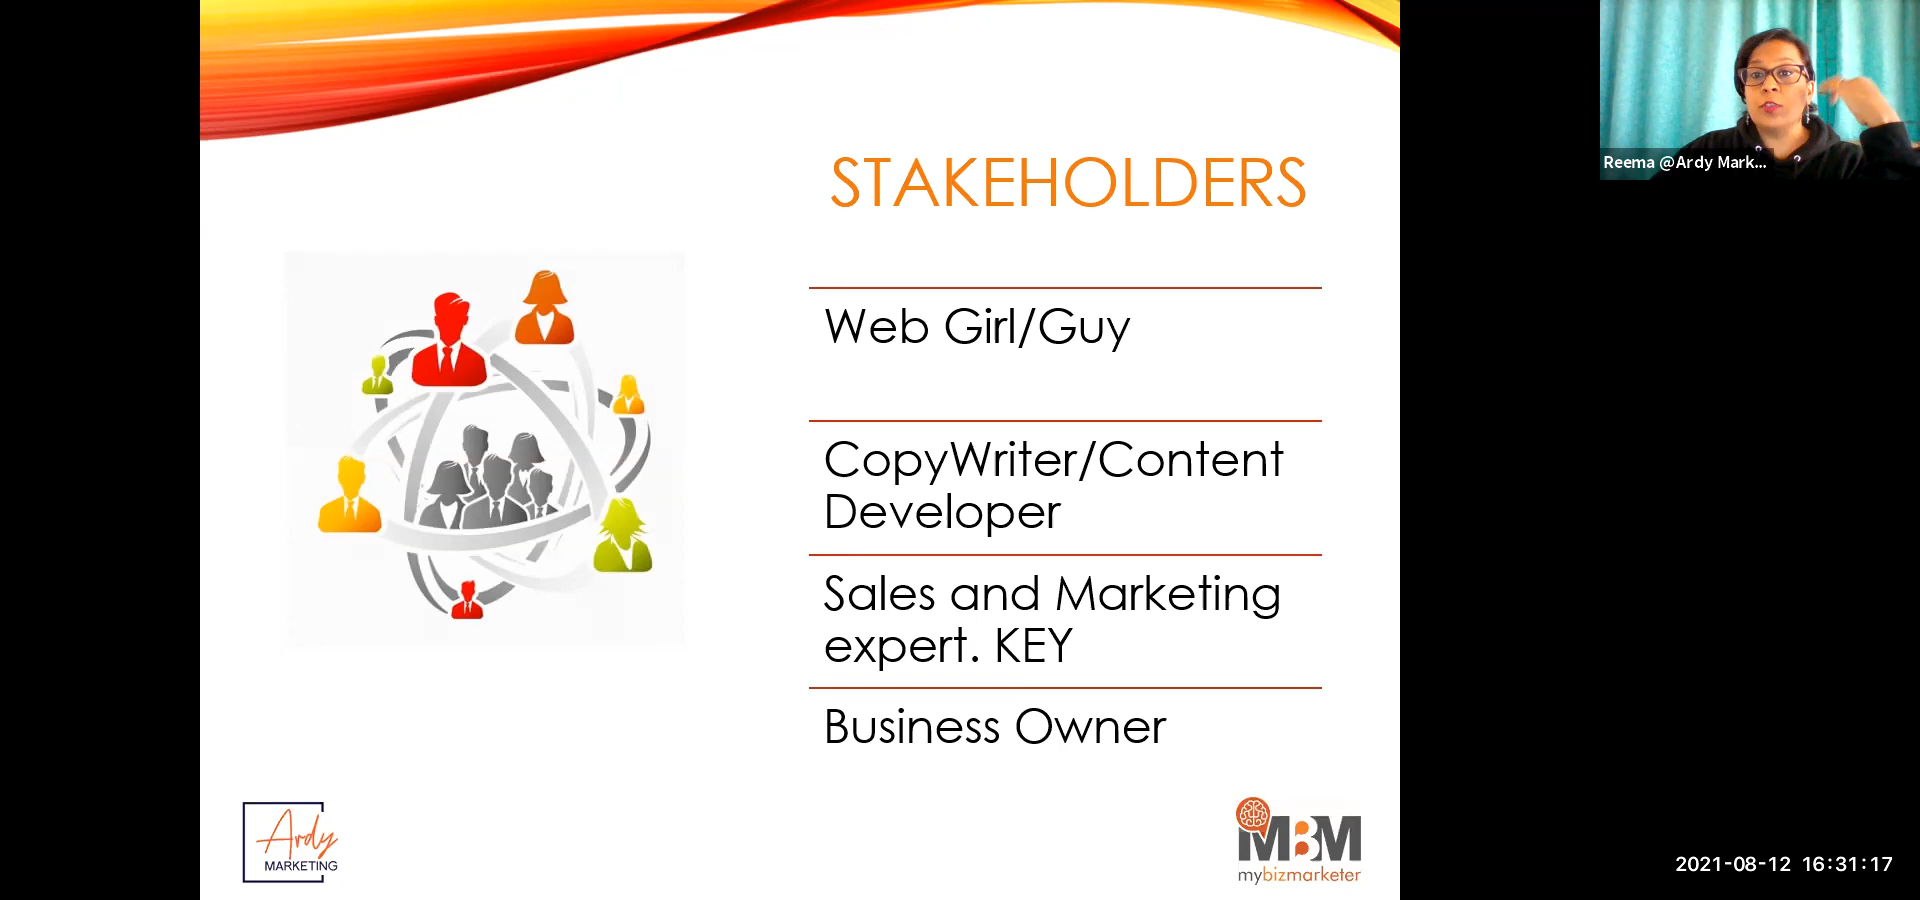 STAKEHOLDERS
Web Girl/Guy
CopyWriter/Content
Developer
Sales and Marketing
expert. KEY
Business Owner
Ardy
MARKETING
MBM
mybizmarketer
Reema @Ardy Mark...
2021-08-12 16:31:17